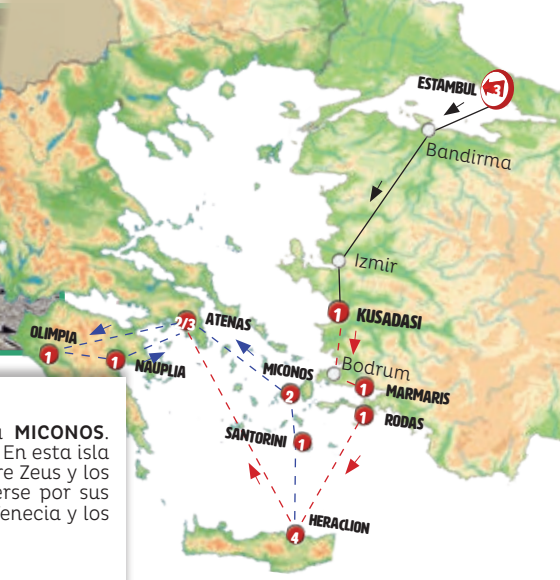 ESTAMBUL 3
Bandirma
Izmir
1 KUSADASI
2/3 ATENAS
OLIMPIA
1
1 NAUPLIA
Bodrum
MICONOS
2
1 MARMARIS
1 RODAS
SANTORINI 1
HERACLION
4
MICONOS.
En esta isla
re Zeus y los
erse por sus
enecia y los